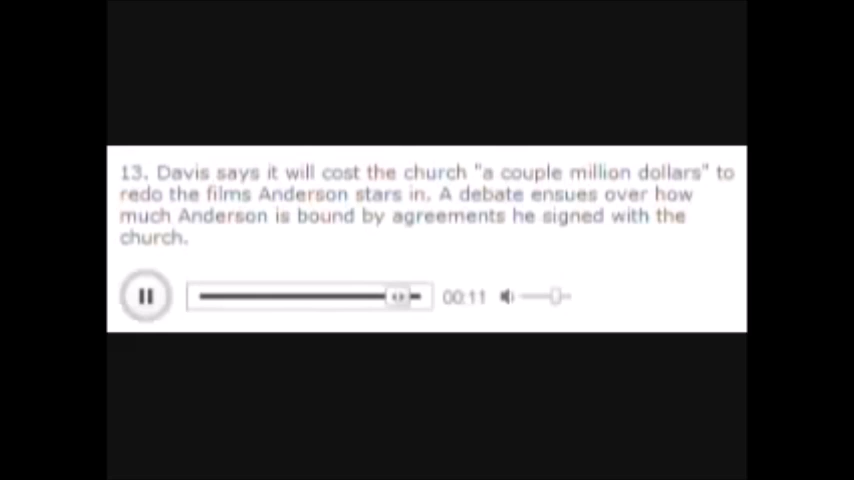 13. Davis says it will cost the church "a couple million dollars" to
redo the films Anderson stars in. A debate ensues over how
much Anderson is bound by agreements he signed with the
church.
00:11